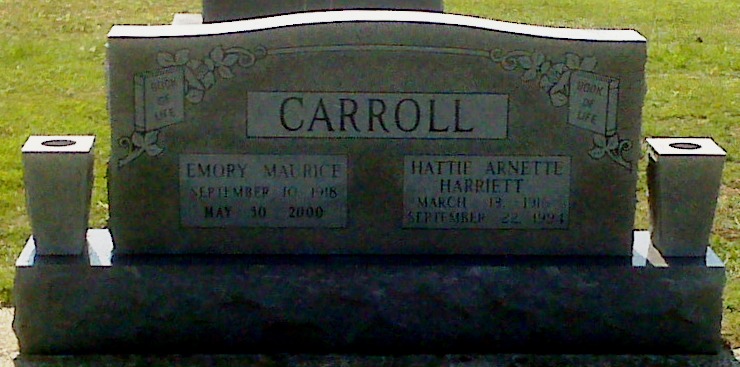 BOOK
OF
LIFE
CARROLL
BOOK
OF
LIFE
EMORY MAURICE
SEPTEMBER 10, 1918
MAY 30 2000
HATTIE ARNETTE
HARRIETT
MARCH 13, 1916
SEPTEMBER 22, 1994